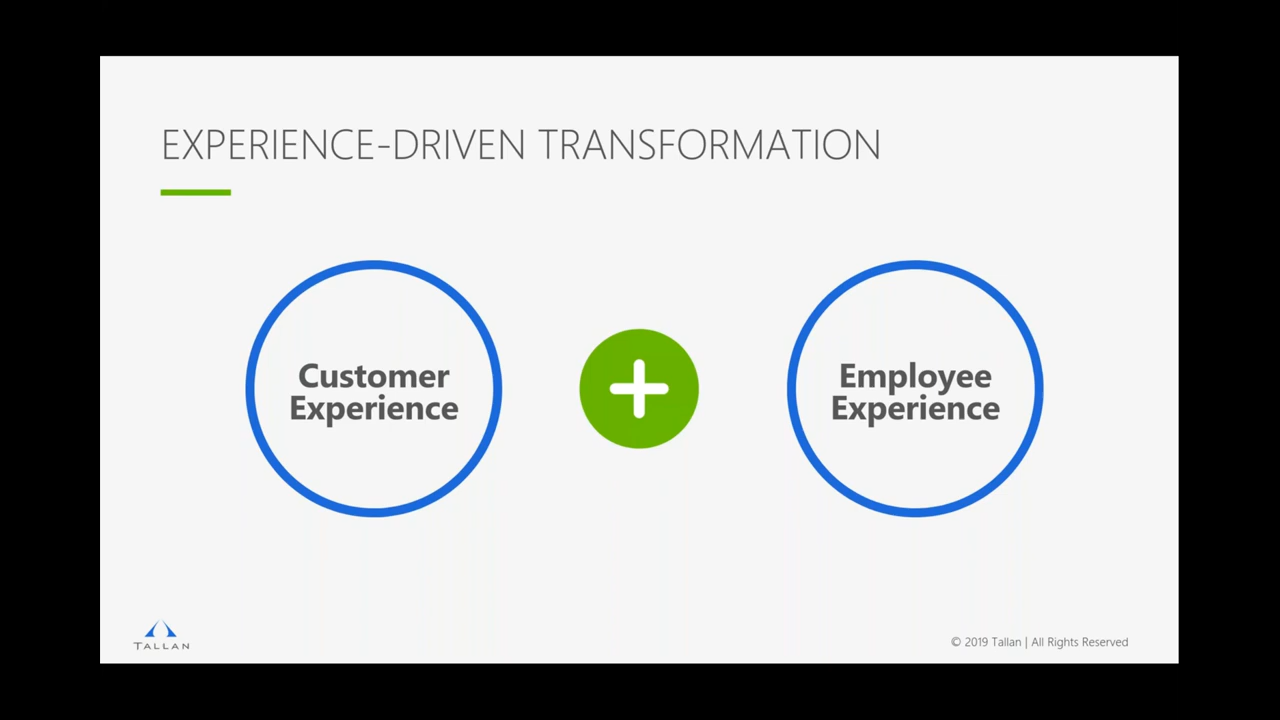 EXPERIENCE-DRIVEN TRANSFORMATION
Customer
Experience
Employee
Experience
TALLAN
© 2019 Tallan | All Rights Reserved